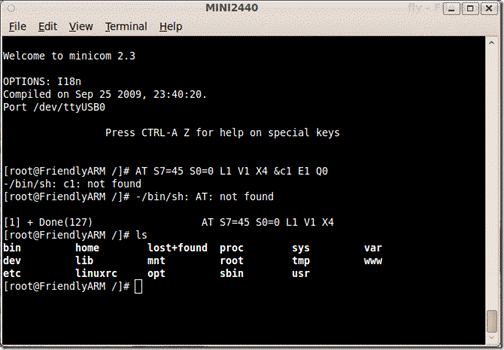 MINI2440
File Edit View Terminal Help
Welcome to minicom 2.3
OPTIONS: I18n
Compiled on Sep 25 2009, 23:40:20.
Port /dev/ttyUSB0
Press CTRL-A Z for help on special keys
[root@FriendlyARM /]# AT S7=45 S0=0 L1 V1 X4 &c1 E1 Q0
-/bin/sh: c1: not found
[root@FriendlyARM /]# -/bin/sh: AT: not found
[1] + Done(127) AT S7=45 S0=0 L1 V1 X4
[root@FriendlyARM /]# ls
bin home lost+found proc sys var
dev lib mnt root tmp www
etc linuxrc opt sbin usr
[root@FriendlyARM /]#